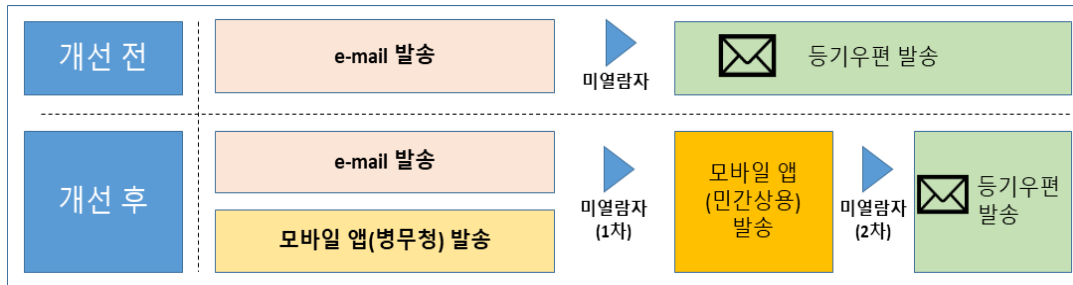 개선 전
e-mail 발송
미열람자
등기우편 발송
개선 후
e-mail 발송
모바일 앱(병무청) 발송
미열람자
(1차)
모바일 앱
(민간상용)
발송
미열람자
(2차)
등기우편
발송